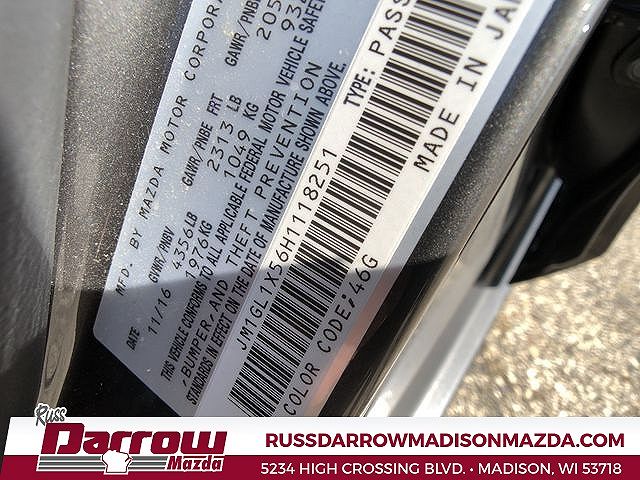 MFD. BY MAZDA MOTOR CORPOR
DATE 11/16 GVWR/PNBV 4356LB 1976KG GAWR/PNBE FRT 2313 LB 1049 KG GAWR/PNBE
THIS VEHICLE CONFORMS TO ALL APPLICABLE FEDERAL MOTOR VEHICLE SAFETY
, BUMPER, AND THEFT PREVENTION
STANDARDS IN EFFECT ON THE DATE OF MANUFACTURE SHOWN ABOVE.
JM1GL1X56H1118251 TYPE: PASS
COLOR CODE: 46G MADE IN JA
Russ
Darrow
Mazda
RUSSDARROWMADISONMAZDA.COM
5234 HIGH CROSSING BLVD. • MADISON, WI 53718